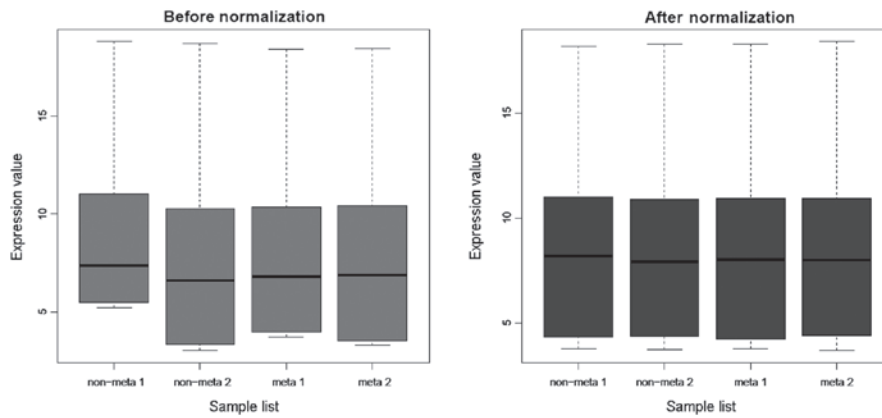 Before normalization
Expression value
15
10
5
non-meta 1
non-meta 2
meta 1
meta 2
Sample list
After normalization
Expression value
15
10
5
non-meta 1
non-meta 2
meta 1
meta 2
Sample list